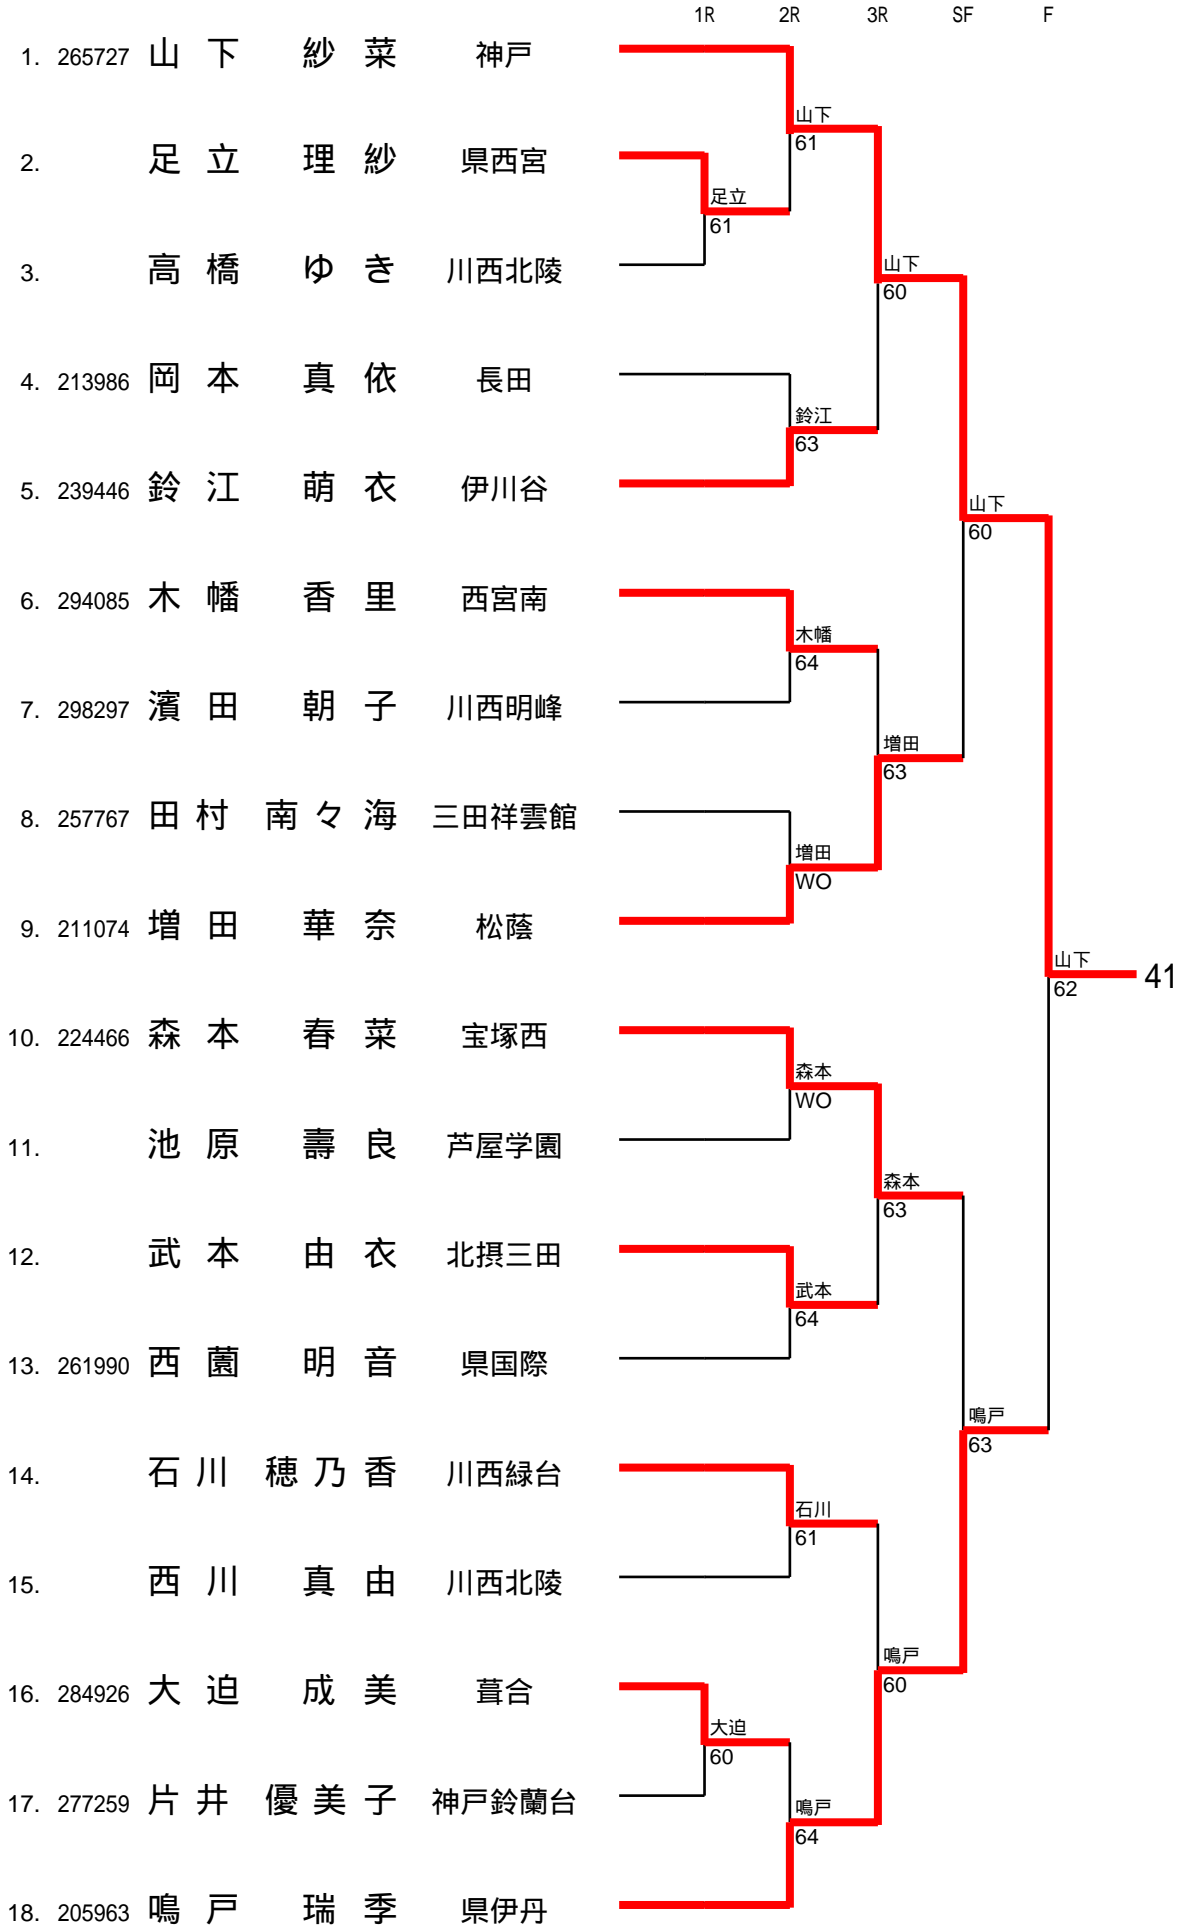 1R 2R 3R SF F
1. 265727 山下 紗菜 神戸
山下
61
2. 足立 理紗 県西宮
足立
61
3. 高橋 ゆき 川西北陵
山下
60
4. 213986 岡本 真依 長田
鈴江
63
5. 239446 鈴江 萌衣 伊川谷
山下
60
6. 294085 木幡 香里 西宮南
木幡
64
7. 298297 濱田 朝子 川西明峰
増田
63
8. 257767 田村 南々海 三田祥雲館
増田
WO
9. 211074 増田 華奈 松蔭
山下
62
41
10. 224466 森本 春菜 宝塚西
森本
WO
11. 池原 壽良 芦屋学園
森本
63
12. 武本 由衣 北摂三田
武本
64
13. 261990 西薗 明音 県国際
鳴戸
63
14. 石川 穂乃香 川西緑台
石川
61
15. 西川 真由 川西北陵
鳴戸
60
16. 284926 大迫 成美 葺合
大迫
60
17. 277259 片井 優美子 神戸鈴蘭台
鳴戸
64
18. 205963 鳴戸 瑞季 県伊丹